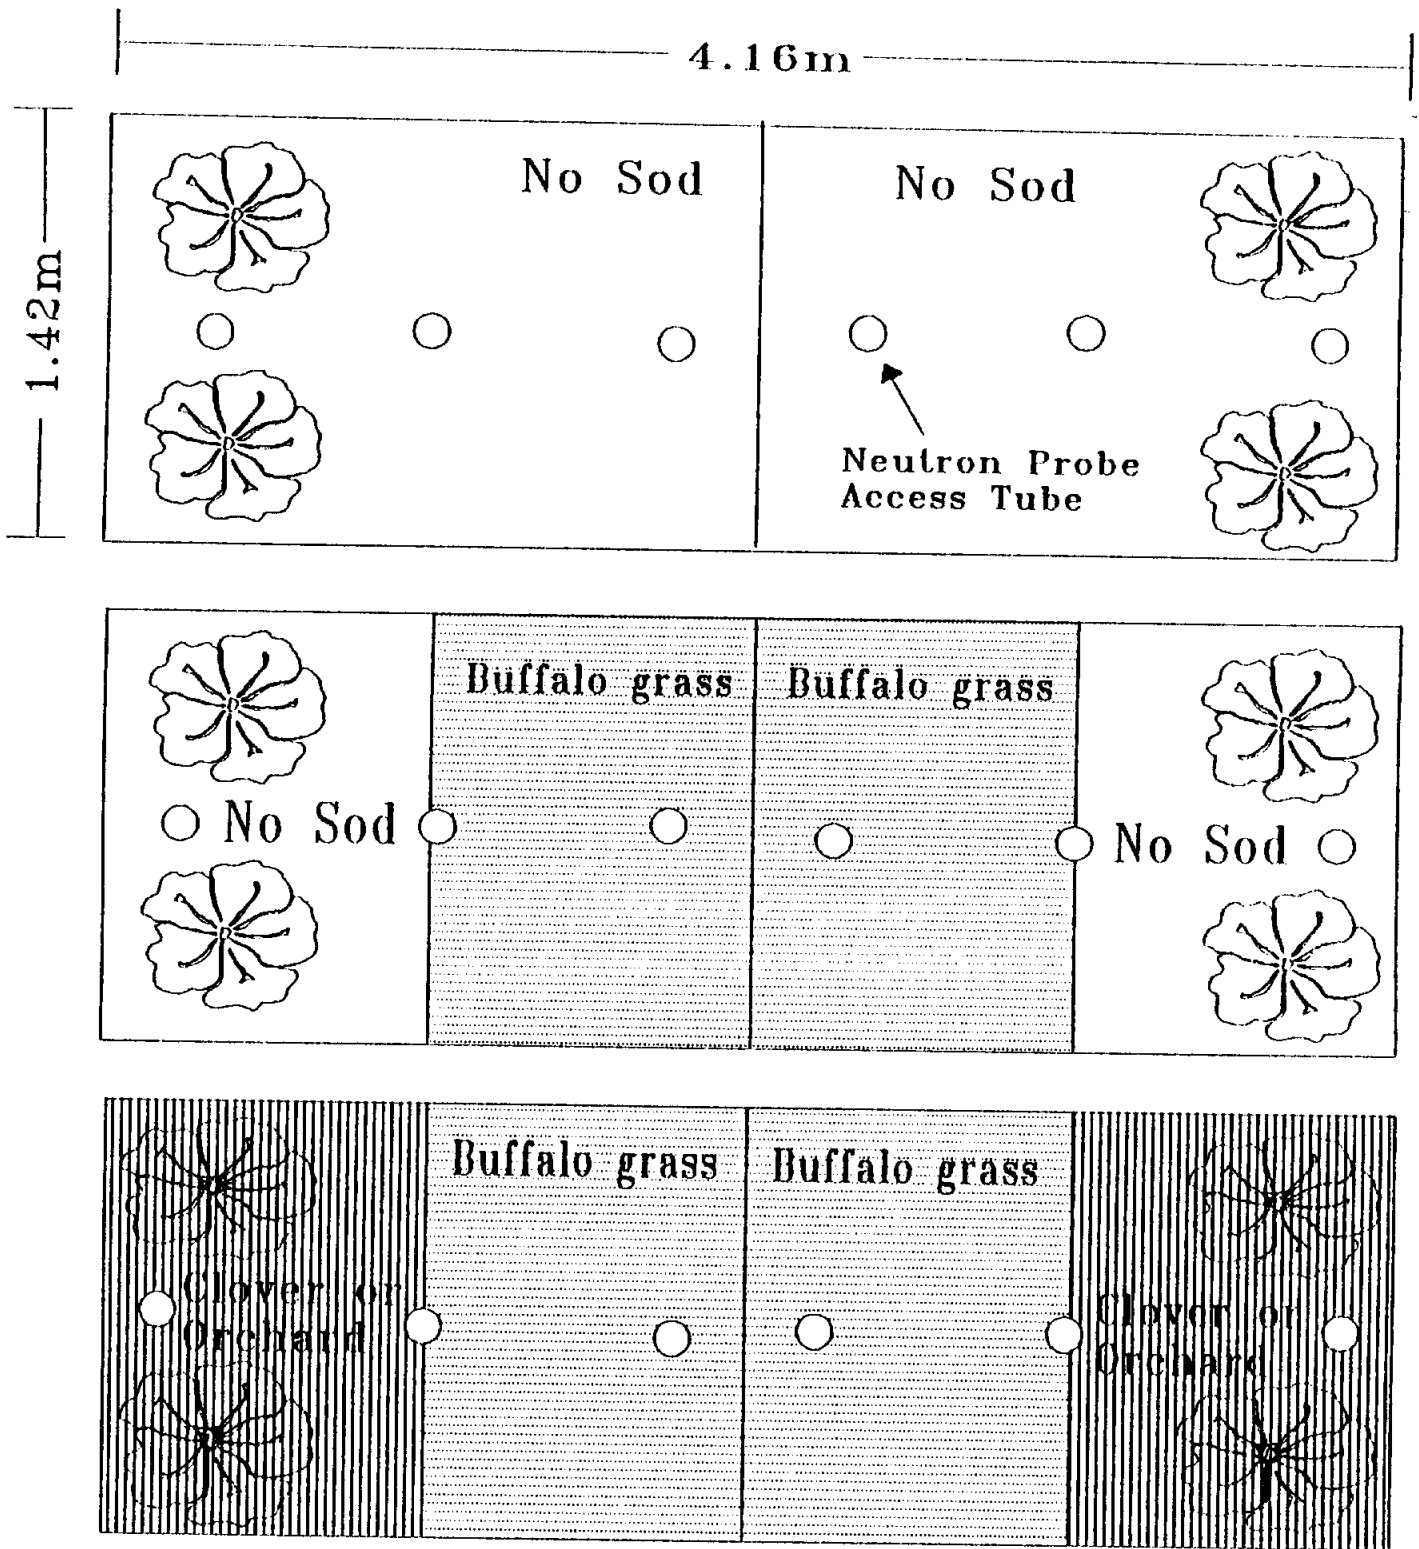 4.16m
1.42m
No Sod
No Sod
Neutron Probe
Access Tube
Buffalo grass
Buffalo grass
No Sod
No Sod
Buffalo grass
Buffalo grass
Clover or
Orchard
Clover or
Orchard